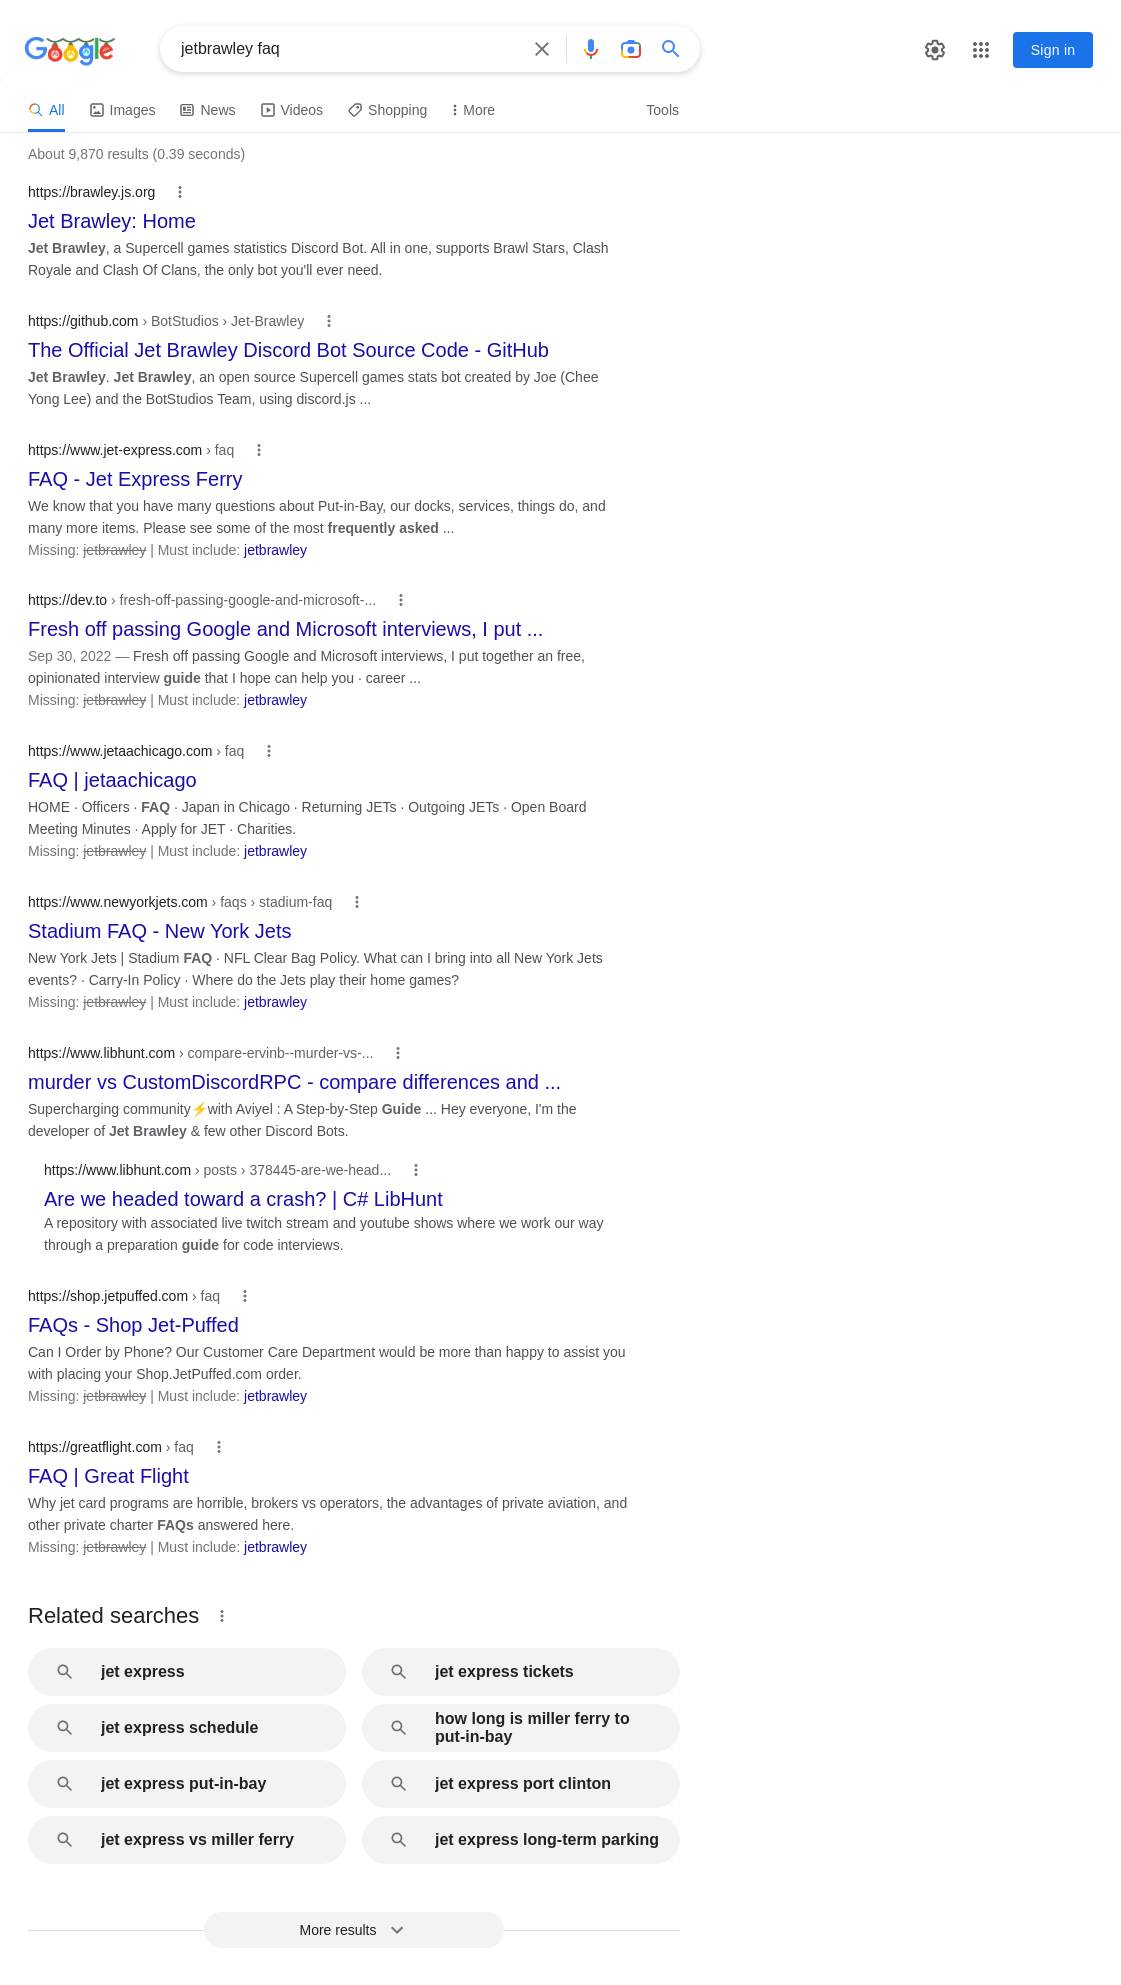 Google
jetbrawley faq
Sign in
All
Images
News
Videos
Shopping
More
Tools
About 9,870 results (0.39 seconds)
https://brawley.js.org
Jet Brawley: Home
Jet Brawley, a Supercell games statistics Discord Bot. All in one, supports Brawl Stars, Clash
Royale and Clash Of Clans, the only bot you'll ever need.
https://github.com › BotStudios › Jet-Brawley
The Official Jet Brawley Discord Bot Source Code - GitHub
Jet Brawley. Jet Brawley, an open source Supercell games stats bot created by Joe (Chee
Yong Lee) and the BotStudios Team, using discord.js ...
https://www.jet-express.com › faq
FAQ - Jet Express Ferry
We know that you have many questions about Put-in-Bay, our docks, services, things do, and
many more items. Please see some of the most frequently asked ...
Missing: jetbrawley | Must include: jetbrawley
https://dev.to › fresh-off-passing-google-and-microsoft-...
Fresh off passing Google and Microsoft interviews, I put ...
Sep 30, 2022 — Fresh off passing Google and Microsoft interviews, I put together an free,
opinionated interview guide that I hope can help you · career ...
Missing: jetbrawley | Must include: jetbrawley
https://www.jetaachicago.com › faq
FAQ | jetaachicago
HOME · Officers · FAQ · Japan in Chicago · Returning JETs · Outgoing JETs · Open Board
Meeting Minutes · Apply for JET · Charities.
Missing: jetbrawley | Must include: jetbrawley
https://www.newyorkjets.com › faqs › stadium-faq
Stadium FAQ - New York Jets
New York Jets | Stadium FAQ · NFL Clear Bag Policy. What can I bring into all New York Jets
events? · Carry-In Policy · Where do the Jets play their home games?
Missing: jetbrawley | Must include: jetbrawley
https://www.libhunt.com › compare-ervinb--murder-vs-...
murder vs CustomDiscordRPC - compare differences and ...
Supercharging community⚡with Aviyel : A Step-by-Step Guide ... Hey everyone, I'm the
developer of Jet Brawley & few other Discord Bots.
https://www.libhunt.com › posts › 378445-are-we-head...
Are we headed toward a crash? | C# LibHunt
A repository with associated live twitch stream and youtube shows where we work our way
through a preparation guide for code interviews.
https://shop.jetpuffed.com › faq
FAQs - Shop Jet-Puffed
Can I Order by Phone? Our Customer Care Department would be more than happy to assist you
with placing your Shop.JetPuffed.com order.
Missing: jetbrawley | Must include: jetbrawley
https://greatflight.com › faq
FAQ | Great Flight
Why jet card programs are horrible, brokers vs operators, the advantages of private aviation, and
other private charter FAQs answered here.
Missing: jetbrawley | Must include: jetbrawley
Related searches
jet express
jet express tickets
jet express schedule
how long is miller ferry to
put-in-bay
jet express put-in-bay
jet express port clinton
jet express vs miller ferry
jet express long-term parking
More results